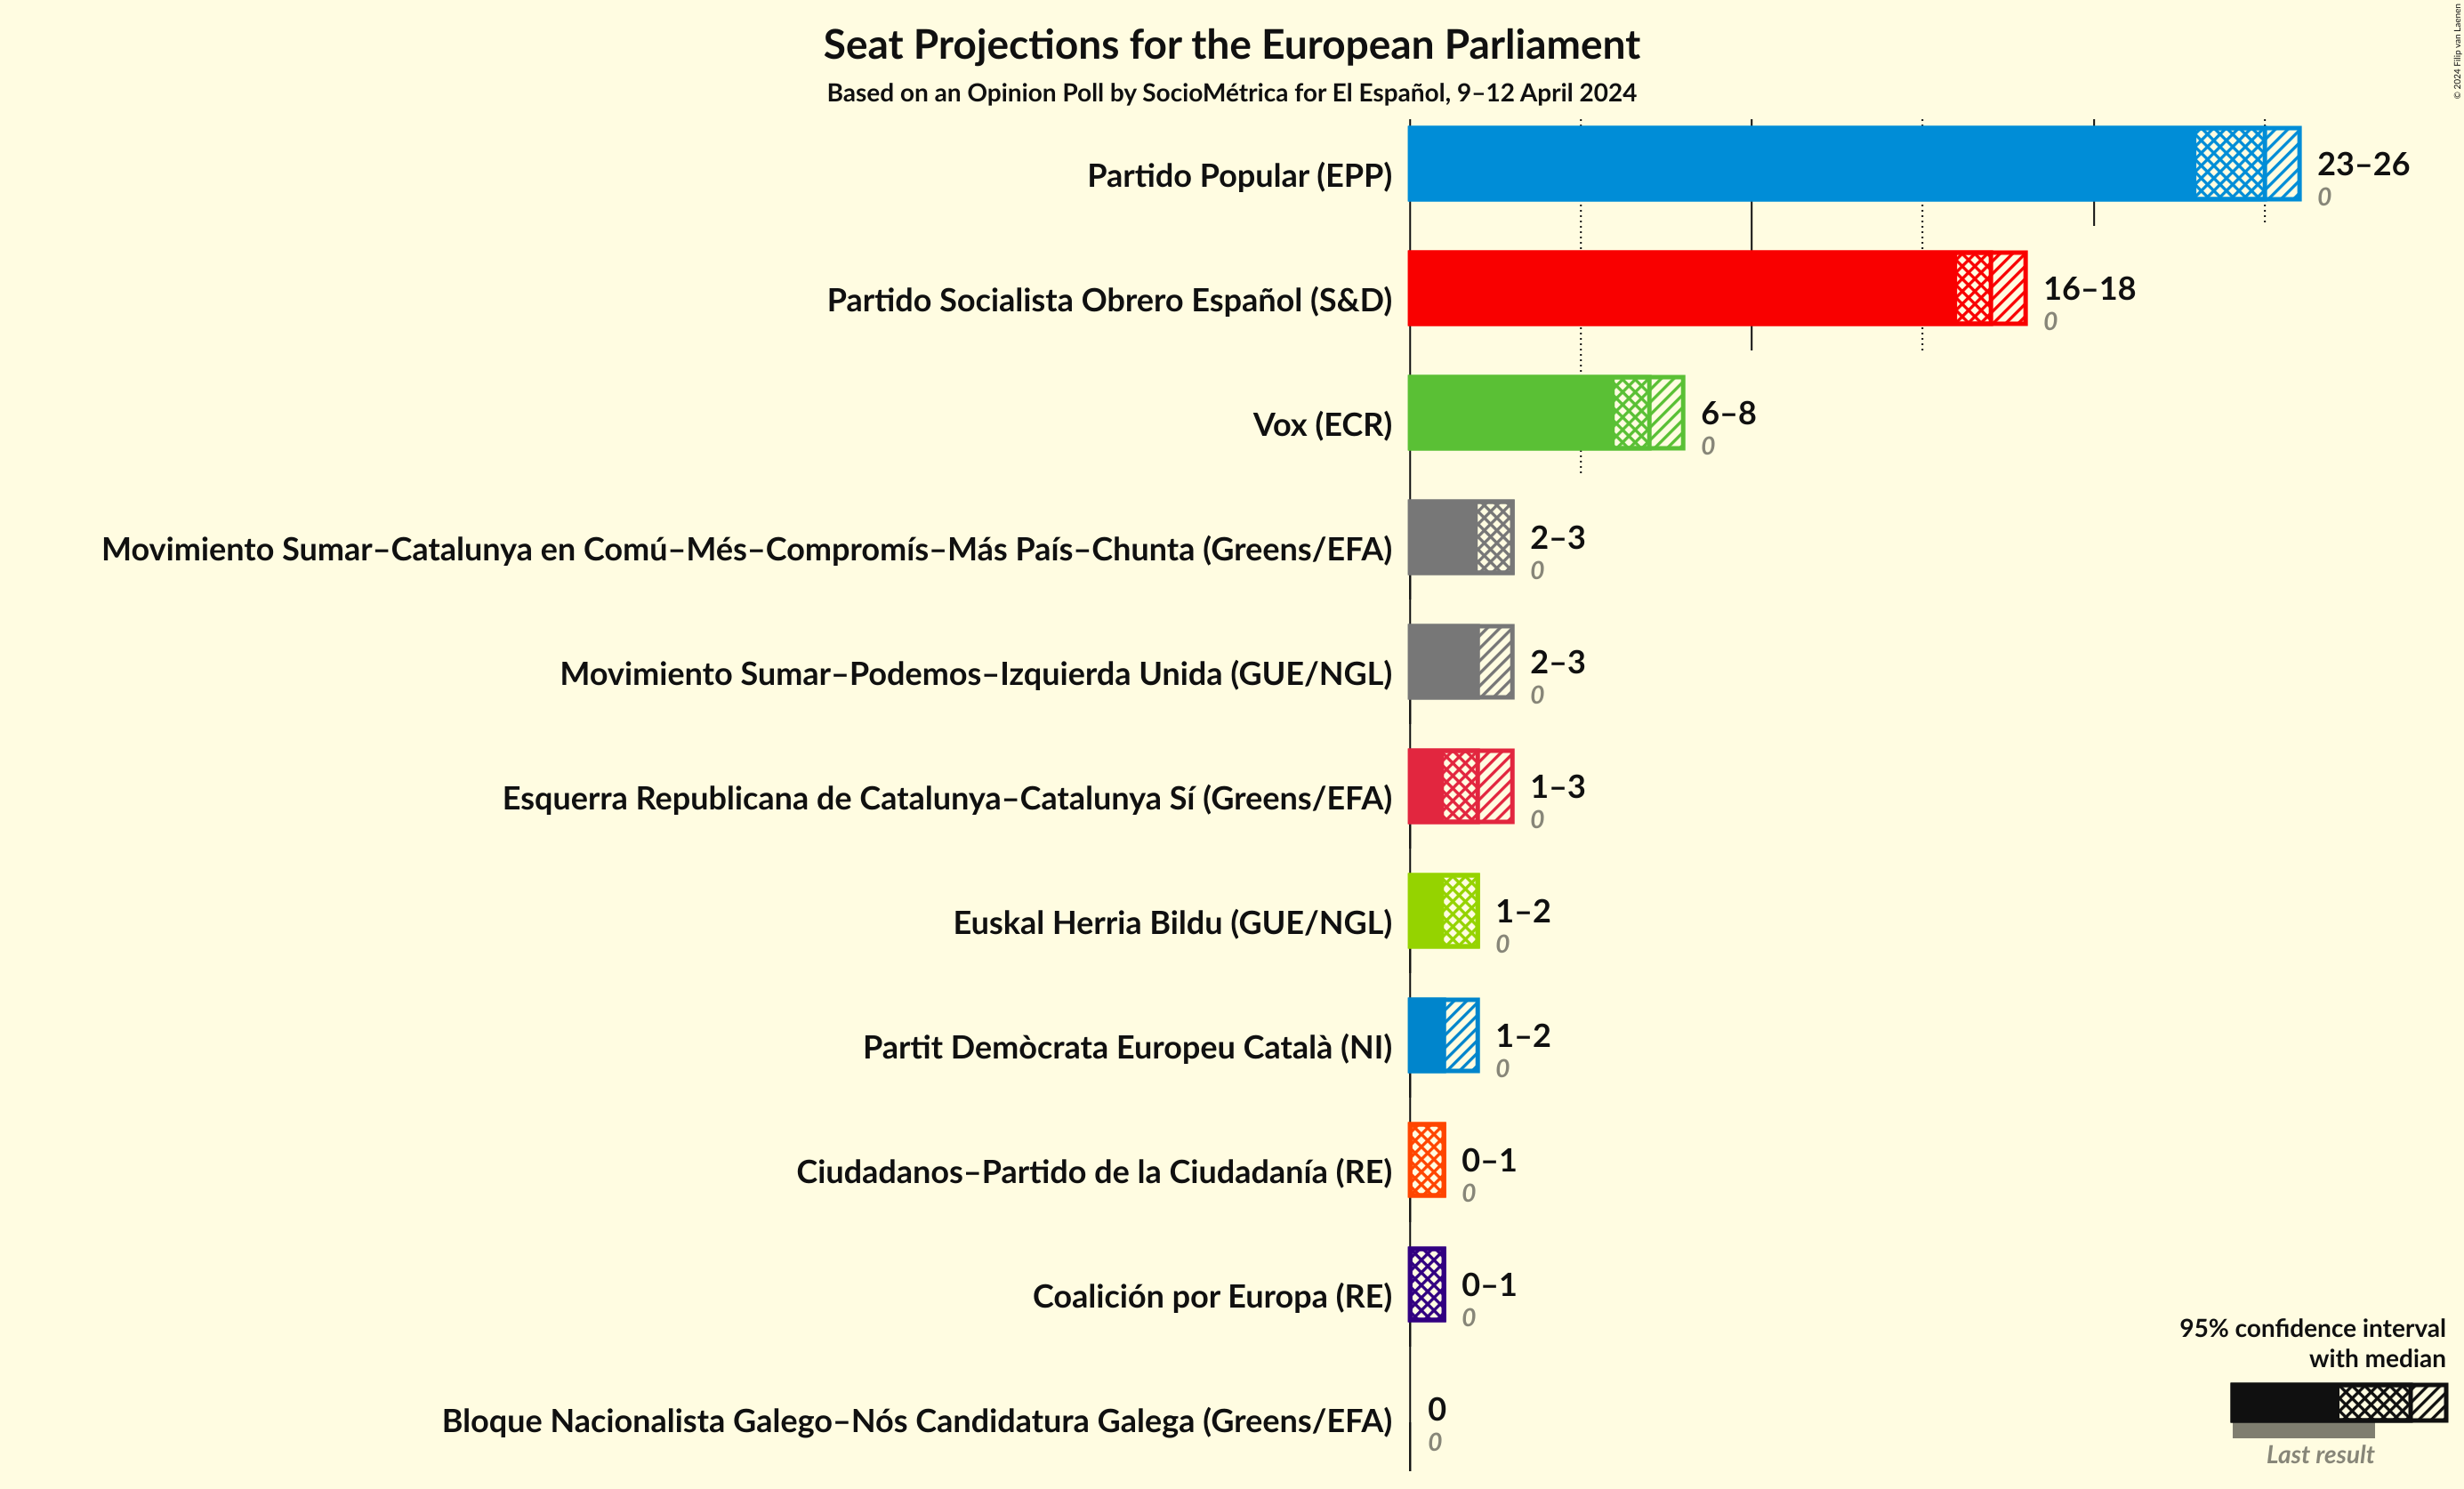 Seat Projections for the European Parliament
Based on an Opinion Poll by SocioMétrica for El Español, 9–12 April 2024
© 2024 Filip van Laenen
Partido Popular (EPP)
23–26
0
Partido Socialista Obrero Español (S&D)
16–18
0
Vox (ECR)
6–8
0
Movimiento Sumar–Catalunya en Comú–Més–Compromís–Más País–Chunta (Greens/EFA)
2–3
0
Movimiento Sumar–Podemos–Izquierda Unida (GUE/NGL)
2–3
0
Esquerra Republicana de Catalunya–Catalunya Sí (Greens/EFA)
1–3
0
Euskal Herria Bildu (GUE/NGL)
1–2
0
Partit Demòcrata Europeu Català (NI)
1–2
0
Ciudadanos–Partido de la Ciudadanía (RE)
0–1
0
Coalición por Europa (RE)
0–1
0
Bloque Nacionalista Galego–Nós Candidatura Galega (Greens/EFA)
0
0
95% confidence interval
with median
Last result